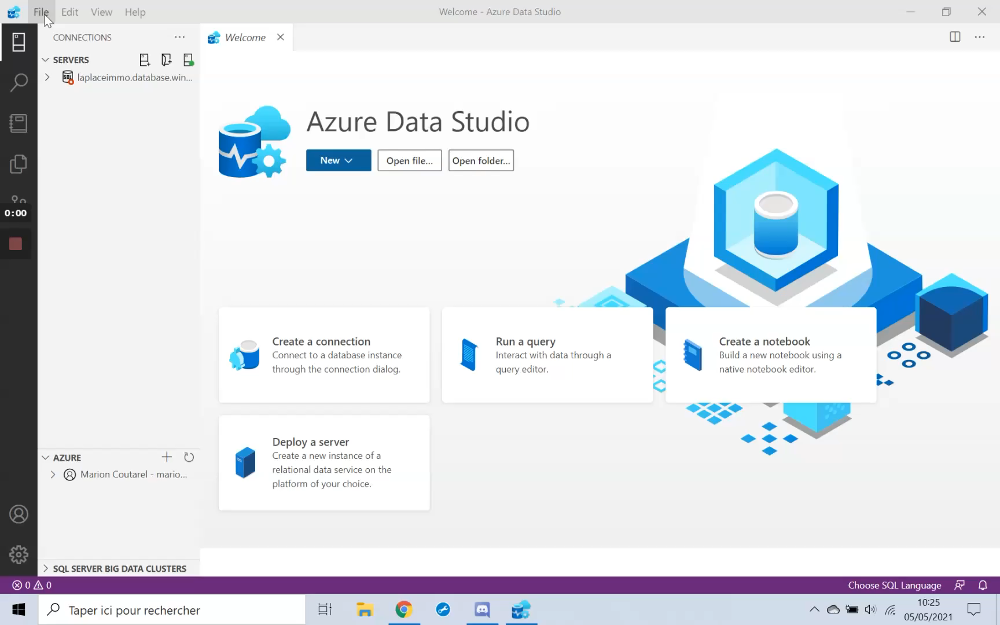 File Edit View Help
Welcome - Azure Data Studio
CONNECTIONS
Welcome
SERVERS
laplaceimmo.database.win...
SQL
Azure Data Studio
New
Open file...
Open folder...
0:00
Create a connection
Connect to a database instance
through the connection dialog.
Run a query
Interact with data through a
query editor.
Create a notebook
Build a new notebook using a
native notebook editor.
Deploy a server
Create a new instance of a
relational data service on the
platform of your choice.
AZURE
Marion Coutarel - mario...
SQL SERVER BIG DATA CLUSTERS
0 0
Choose SQL Language
Taper ici pour rechercher
10:25
05/05/2021